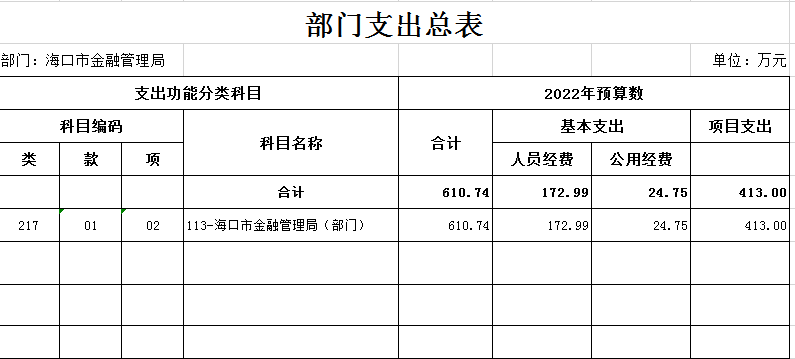 部门支出总表
部门：海口市金融管理局 单位：万元
支出功能分类科目 2022年预算数
科目编码 科目名称 合计 基本支出 项目支出
类 款 项 人员经费 公用经费
合计 610.74 172.99 24.75 413.00
217 01 02 113-海口市金融管理局（部门） 610.74 172.99 24.75 413.00